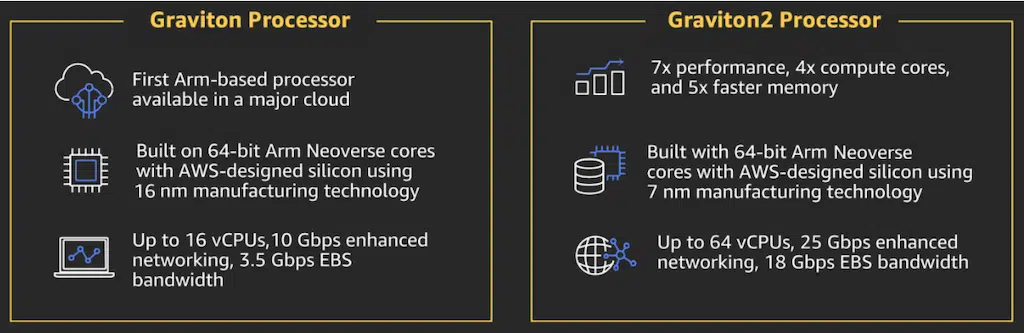 Graviton Processor
First Arm-based processor
available in a major cloud
Built on 64-bit Arm Neoverse cores
with AWS-designed silicon using
16 nm manufacturing technology
Up to 16 vCPUs,10 Gbps enhanced
networking, 3.5 Gbps EBS
bandwidth
Graviton2 Processor
7x performance, 4x compute cores,
and 5x faster memory
Built with 64-bit Arm Neoverse
cores with AWS-designed silicon using
7 nm manufacturing technology
Up to 64 vCPUs, 25 Gbps enhanced
networking, 18 Gbps EBS bandwidth